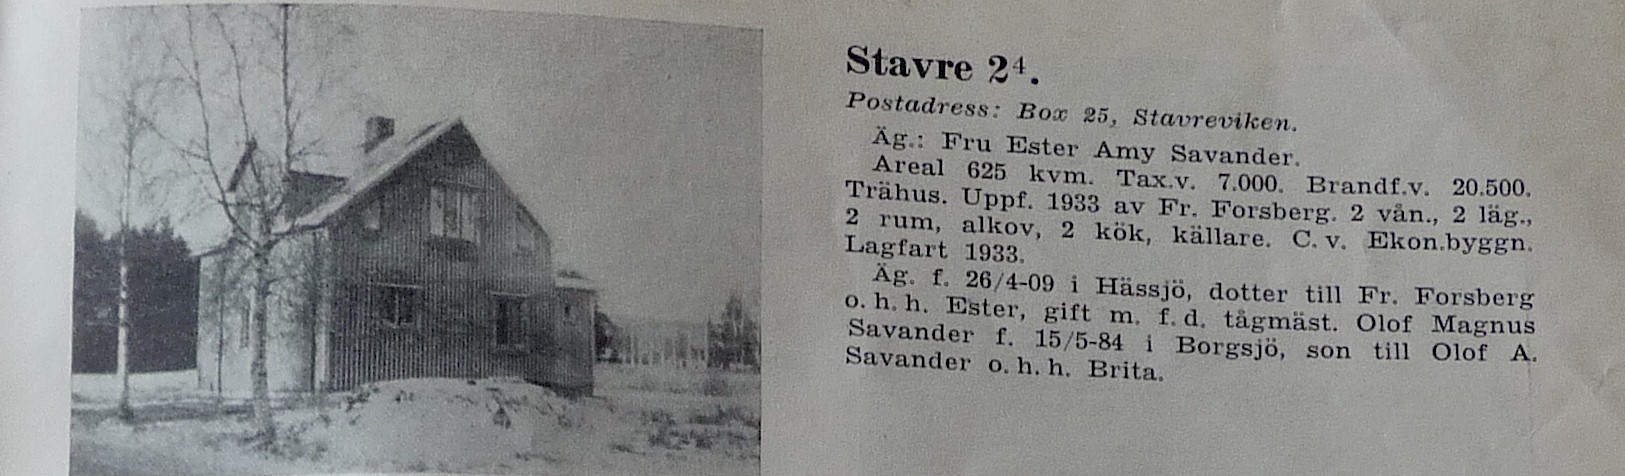 Stavre 2⁴.
Postadress: Box 25, Stavreviken.
Äg.: Fru Ester Amy Savander.
Areal 625 kvm. Tax.v. 7.000. Brandf.v. 20.500.
Trähus. Uppf. 1933 av Fr. Forsberg. 2 vån., 2 läg.,
2 rum, alkov, 2 kök, källare. C. v. Ekon.byggn.
Lagfart 1933.
Äg. f. 26/4-09 i Hässjö, dotter till Fr. Forsberg
o. h. h. Ester, gift m. f. d. tågmäst. Olof Magnus
Savander f. 15/5-84 i Borgsjö, son till Olof A.
Savander o. h. h. Brita.